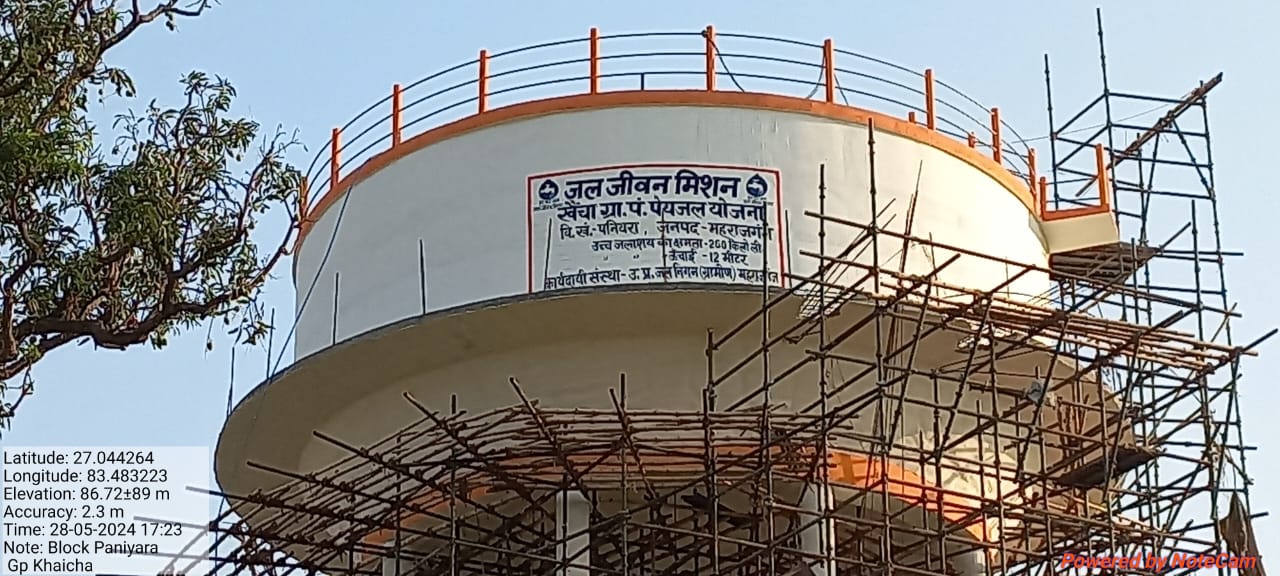 जल जीवन मिशन
खेंचा ग्रा.पं. पेयजल योजना
वि.खं.-पनियरा, जनपद-महराजगंज
उच्च जलाशय का क्षमता-200 किली ली
" " ऊंचाई -12 मीटर
कार्यदायी संस्था-उ.प्र.जल निगम (ग्रामीण) महराजगंज
Latitude: 27.044264
Longitude: 83.483223
Elevation: 86.72±89 m
Accuracy: 2.3 m
Time: 28-05-2024 17:23
Note: Block Paniyara
Gp Khaicha
Powered by NoteCam